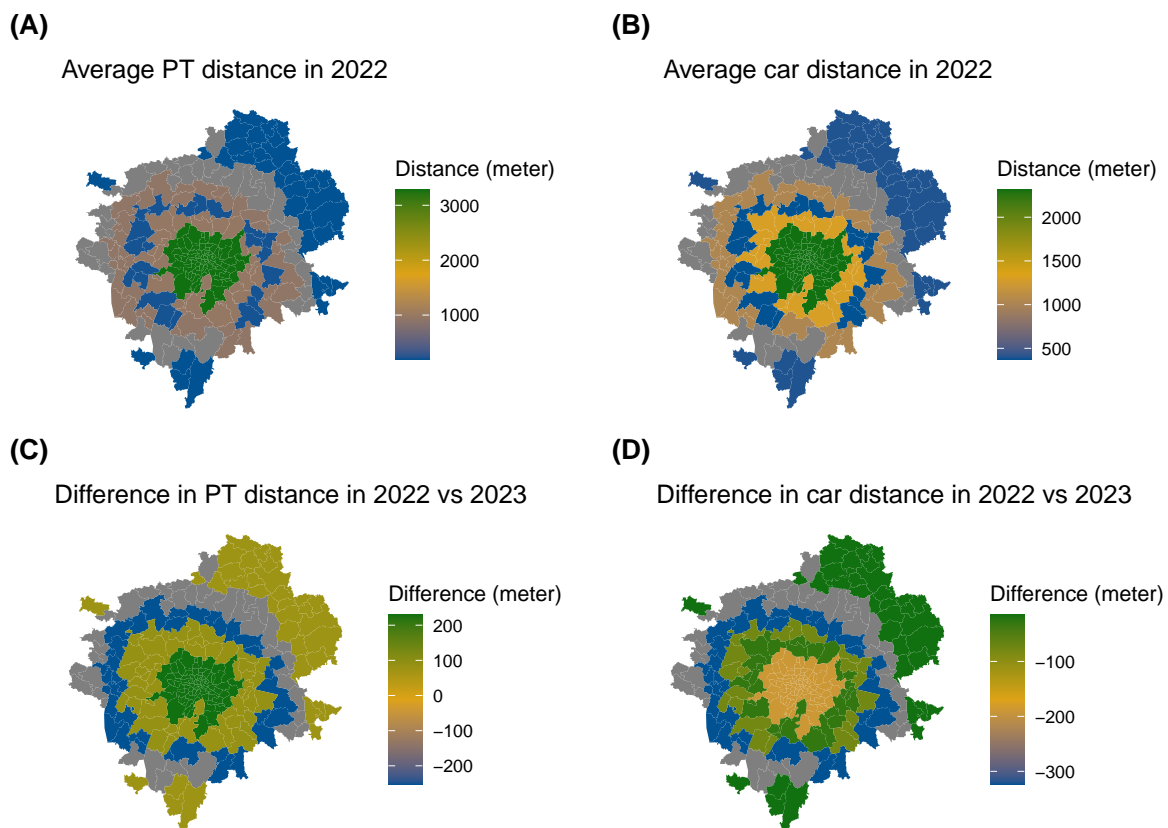 (A)
Average PT distance in 2022
Distance (meter)
3000
2000
1000
(B)
Average car distance in 2022
Distance (meter)
2000
1500
1000
500
(C)
Difference in PT distance in 2022 vs 2023
Difference (meter)
200
100
0
−100
−200
(D)
Difference in car distance in 2022 vs 2023
Difference (meter)
−100
−200
−300